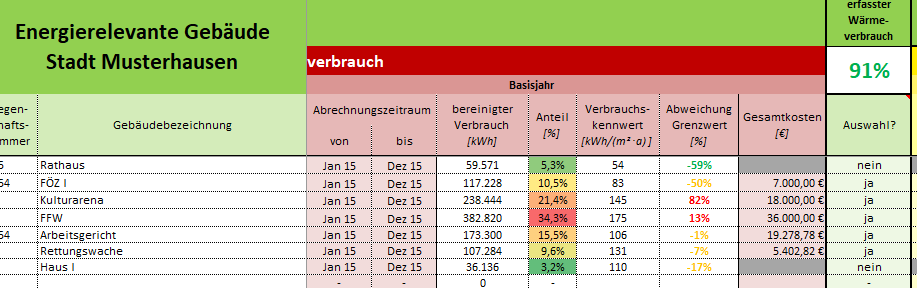 Energierelevante Gebäude
Stadt Musterhausen
erfasster
Wärme-
verbrauch
verbrauch
91%
Basisjahr
egen-
hafts-
mmer
Gebäudebezeichnung
Abrechnungszeitraum
von bis
bereinigter
Verbrauch
[kWh]
Anteil
[%]
Verbrauchs-
kennwert
[kWh/(m²·a)]
Abweichung
Grenzwert
[%]
Gesamtkosten
[€]
Auswahl?
5 Rathaus Jan 15 Dez 15 59.571 5,3% 54 -59% nein
54 FÖZ I Jan 15 Dez 15 117.228 10,5% 83 -50% 7.000,00 € ja
Kulturarena Jan 15 Dez 15 238.444 21,4% 145 82% 18.000,00 € ja
FFW Jan 15 Dez 15 382.820 34,3% 175 13% 36.000,00 € ja
54 Arbeitsgericht Jan 15 Dez 15 173.300 15,5% 106 -1% 19.278,78 € ja
Rettungswache Jan 15 Dez 15 107.284 9,6% 131 -7% 5.402,82 € ja
Haus I Jan 15 Dez 15 36.136 3,2% 110 -17% nein
- - 0 - -